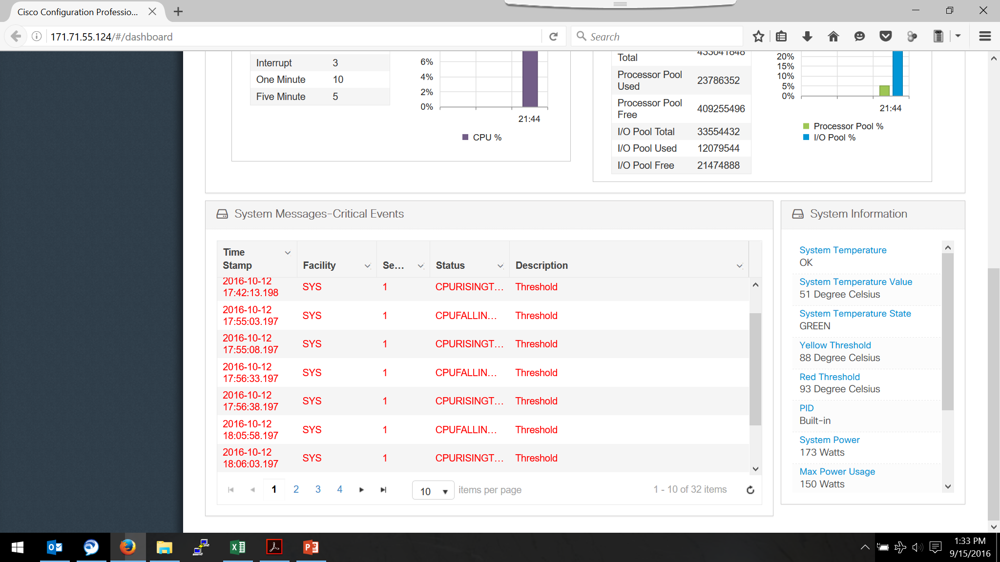 Cisco Configuration Professio...
171.71.55.124/#/dashboard
Search
Interrupt 3
One Minute 10
Five Minute 5
6%
4%
2%
0%
21:44
CPU %
Total 433041848
Processor Pool Used 23786352
Processor Pool Free 409255496
I/O Pool Total 33554432
I/O Pool Used 12079544
I/O Pool Free 21474888
20%
15%
10%
5%
0%
21:44
Processor Pool %
I/O Pool %
System Messages-Critical Events
Time Stamp Facility Se... Status Description
2016-10-12 17:42:13.198 SYS 1 CPURISINGT... Threshold
2016-10-12 17:55:03.197 SYS 1 CPUFALLIN... Threshold
2016-10-12 17:55:08.197 SYS 1 CPURISINGT... Threshold
2016-10-12 17:56:33.197 SYS 1 CPUFALLIN... Threshold
2016-10-12 17:56:38.197 SYS 1 CPURISINGT... Threshold
2016-10-12 18:05:58.197 SYS 1 CPUFALLIN... Threshold
2016-10-12 18:06:03.197 SYS 1 CPURISINGT... Threshold
1 2 3 4 10 items per page 1 - 10 of 32 items
System Information
System Temperature
OK
System Temperature Value
51 Degree Celsius
System Temperature State
GREEN
Yellow Threshold
88 Degree Celsius
Red Threshold
93 Degree Celsius
PID
Built-in
System Power
173 Watts
Max Power Usage
150 Watts
1:33 PM
9/15/2016